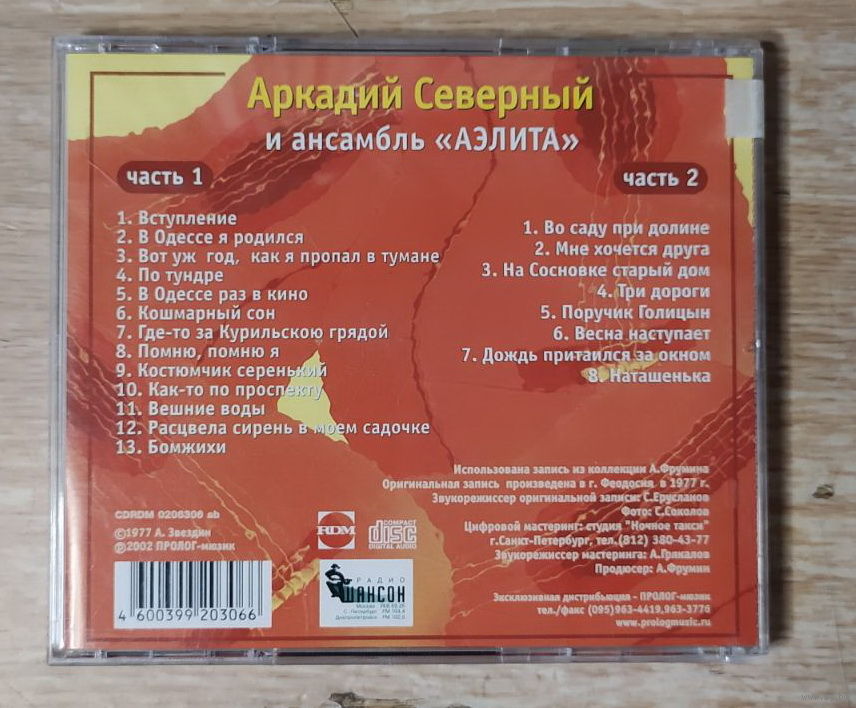 Аркадий Северный
и ансамбль «АЭЛИТА»
часть 1
1. Вступление
2. В Одессе я родился
3. Вот уж год, как я пропал в тумане
4. По тундре
5. В Одессе раз в кино
6. Кошмарный сон
7. Где-то за Курильскою грядой
8. Помню, помню я
9. Костюмчик серенький
10. Как-то по проспекту
11. Вешние воды
12. Расцвела сирень в моем садочке
13. Бомжихи
часть 2
1. Во саду при долине
2. Мне хочется друга
3. На Сосновке старый дом
4. Три дороги
5. Поручик Голицын
6. Весна наступает
7. Дождь притаился за окном
8. Наташенька
Использована запись из коллекции А.Фрумина
Оригинальная запись произведена в г. Феодосия в 1977 г.
Звукорежиссер оригинальной записи: С.Ерусланов
Фото: С.Соколов
Цифровой мастеринг: студия "Ночное такси"
г.Санкт-Петербург, тел.(812) 380-43-77
Звукорежиссер мастеринга: А.Грякалов
Продюсер: А.Фрумин
Эксклюзивная дистрибьюция - ПРОЛОГ-мюзик
тел./факс (095)963-4419,963-3776
www.prologmusic.ru
CDRDM 0206306 ab
©1977 А. Звездин
©2002 ПРОЛОГ-мюзик
RDM
COMPACT
disc
DIGITAL AUDIO
4 600399 203066
РАДИО
ШАНСОН